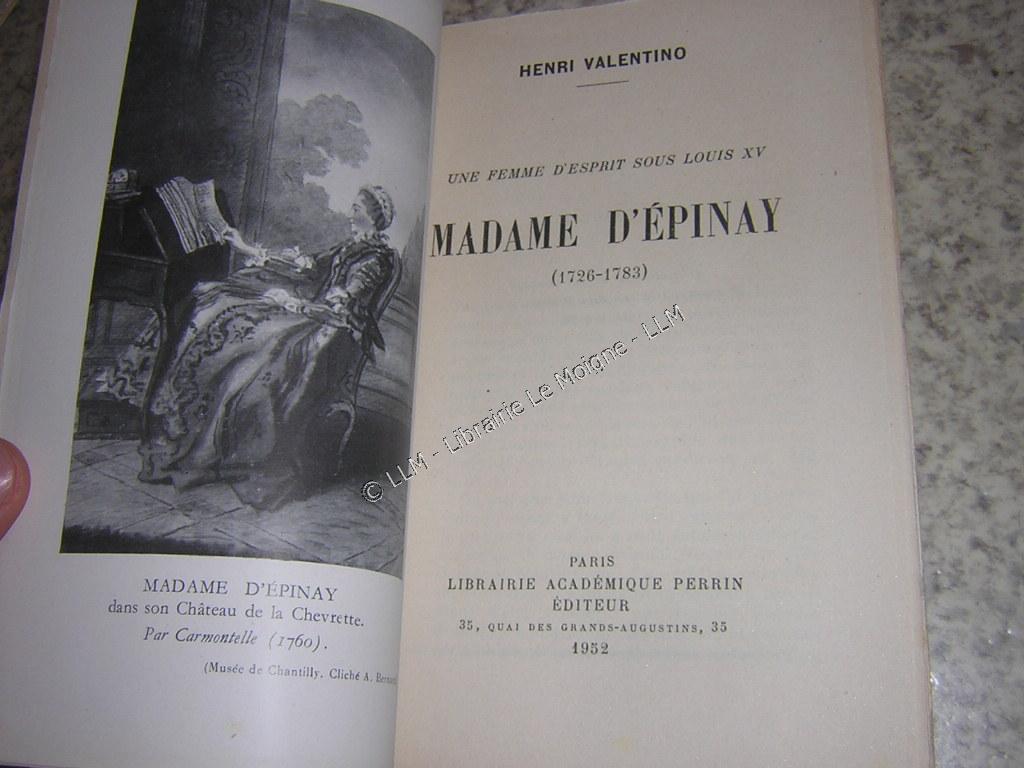 MADAME D'ÉPINAY
dans son Château de la Chevrette.
Par Carmontelle (1760).
(Musée de Chantilly. Cliché A.
HENRI VALENTINO
UNE FEMME D'ESPRIT SOUS LOUIS XV
MADAME D'ÉPINAY
(1726-1783)
PARIS
LIBRAIRIE ACADÉMIQUE PERRIN
ÉDITEUR
35, QUAI DES GRANDS-AUGUSTINS, 35
1952
© LLM - Librairie Le Moigne - LLM